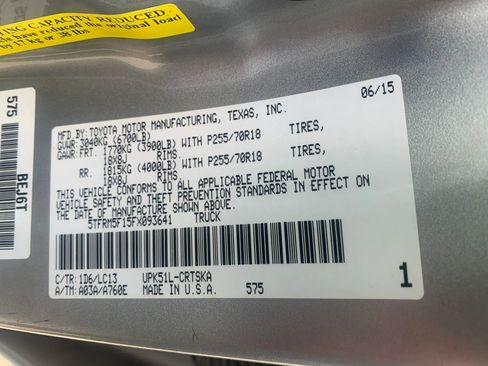 TING CAPACITY REDUCED
cle have reduced the original load
by 17 kg or 38 lbs
575
BEJ6T
MFD.BY: TOYOTA MOTOR MANUFACTURING, TEXAS, INC. 06/15
GVWR: 3040KG (6700LB)
GAWR: FRT. 1770KG (3900LB) WITH P255/70R18 TIRES,
18X8J RIMS.
RR. 1815KG (4000LB) WITH P255/70R18 TIRES,
18X8J RIMS.
THIS VEHICLE CONFORMS TO ALL APPLICABLE FEDERAL MOTOR
VEHICLE SAFETY AND THEFT PREVENTION STANDARDS IN EFFECT ON
THE DATE OF MANUFACTURE SHOWN ABOVE.
5TFRM5F15FX093641 TRUCK
C/TR: 1D6/LC13 UPK51L-CRTSKA
A/TM: A03A/A760E MADE IN U.S.A. 575
1